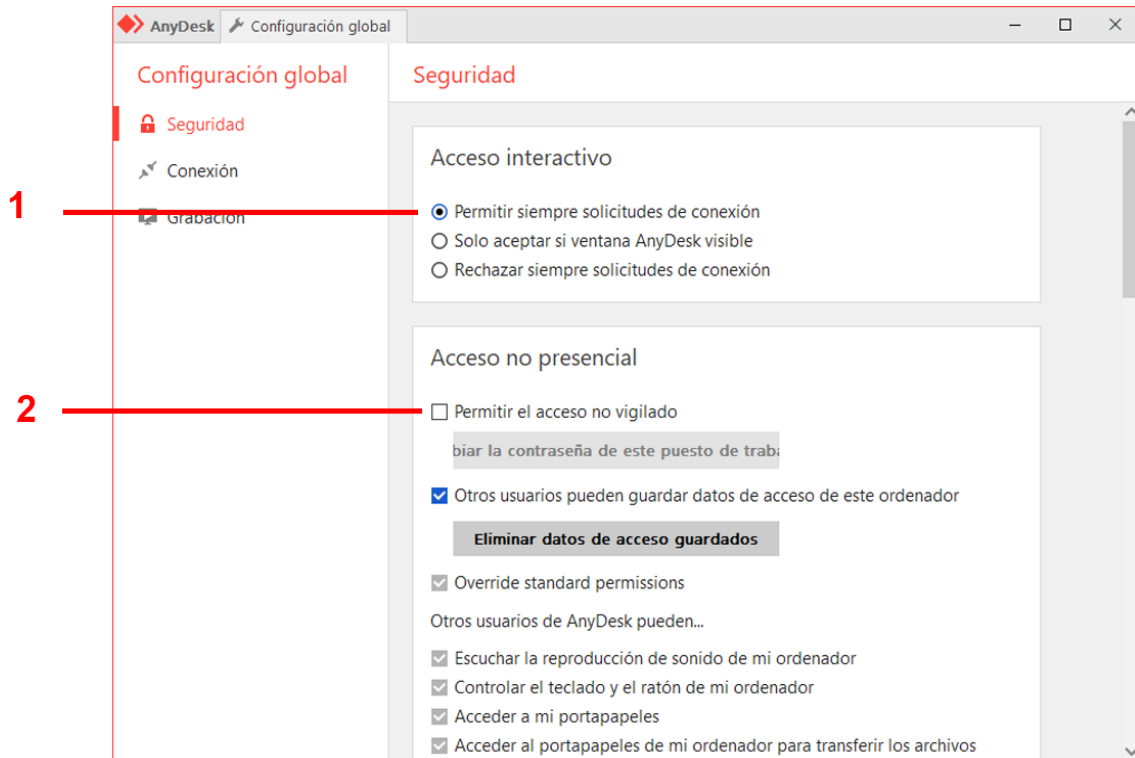 AnyDesk Configuración global
Configuración global
Seguridad
Conexión
Grabación
Seguridad
Acceso interactivo
1
Permitir siempre solicitudes de conexión
Solo aceptar si ventana AnyDesk visible
Rechazar siempre solicitudes de conexión
Acceso no presencial
2
Permitir el acceso no vigilado
biar la contraseña de este puesto de traba
Otros usuarios pueden guardar datos de acceso de este ordenador
Eliminar datos de acceso guardados
Override standard permissions
Otros usuarios de AnyDesk pueden...
Escuchar la reproducción de sonido de mi ordenador
Controlar el teclado y el ratón de mi ordenador
Acceder a mi portapapeles
Acceder al portapapeles de mi ordenador para transferir los archivos